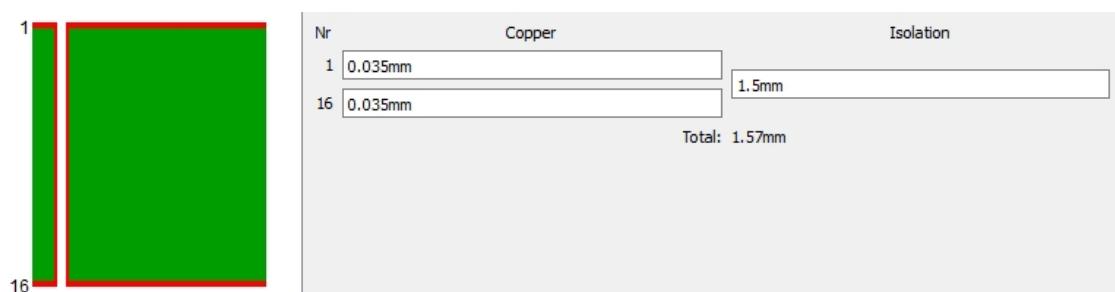 1
16
Nr Copper Isolation
1 0.035mm
1.5mm
16 0.035mm
Total: 1.57mm